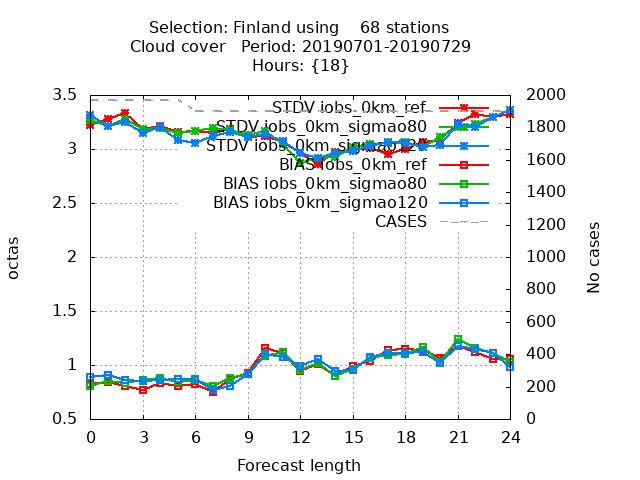 Selection: Finland using    68 stations
Cloud cover   Period: 20190701-20190729
Hours: {18}
3.5
3
2.5
2
1.5
1
0.5
octas
2000
1800
1600
1400
1200
1000
800
600
400
200
0
No cases
STDV iobs_0km_ref
STDV iobs_0km_sigmao80
STDV iobs_0km_sigmao120
BIAS iobs_0km_ref
BIAS iobs_0km_sigmao80
BIAS iobs_0km_sigmao120
CASES
0 3 6 9 12 15 18 21 24
Forecast length